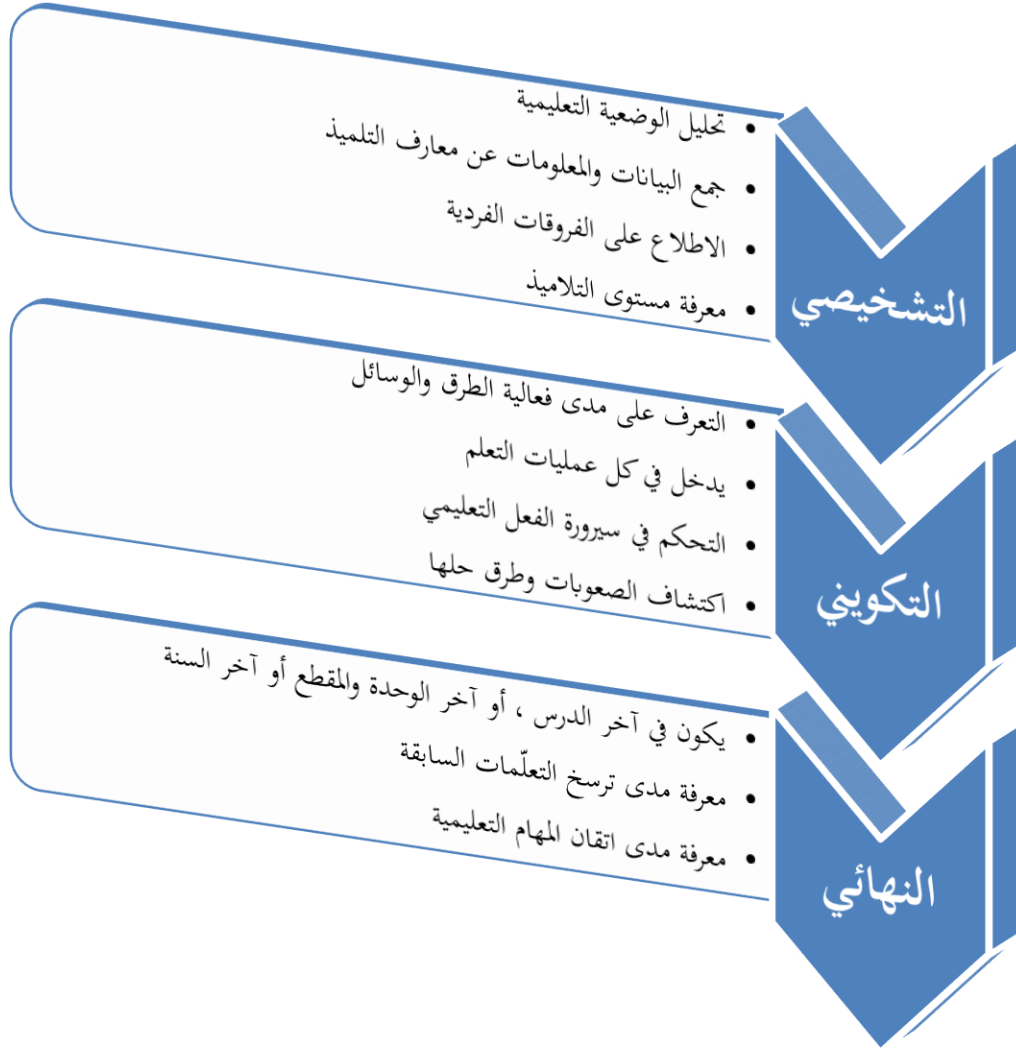 التشخيصي
• تحليل الوضعية التعليمية
• جمع البيانات والمعلومات عن معارف التلميذ
• الاطلاع على الفروقات الفردية
• معرفة مستوى التلاميذ
التكويني
• التعرف على مدى فعالية الطرق والوسائل
• يدخل في كل عمليات التعلم
• التحكم في سيرورة الفعل التعليمي
• اكتشاف الصعوبات وطرق حلها
النهائي
• يكون في آخر الدرس ، أو آخر الوحدة والمقطع أو آخر السنة
• معرفة مدى ترسخ التعلّمات السابقة
• معرفة مدى اتقان المهام التعليمية